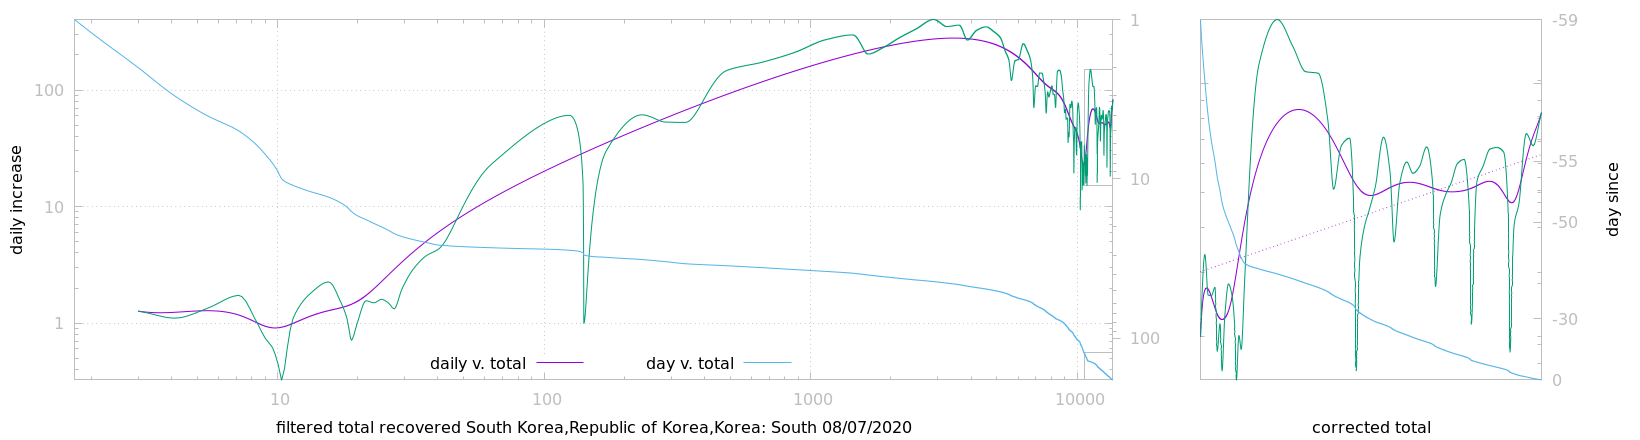 daily increase
100
10
1
1
10
100
10
100
1000
10000
daily v. total
day v. total
filtered total recovered South Korea,Republic of Korea,Korea: South 08/07/2020
-59
-55
-50
-30
0
day since
corrected total